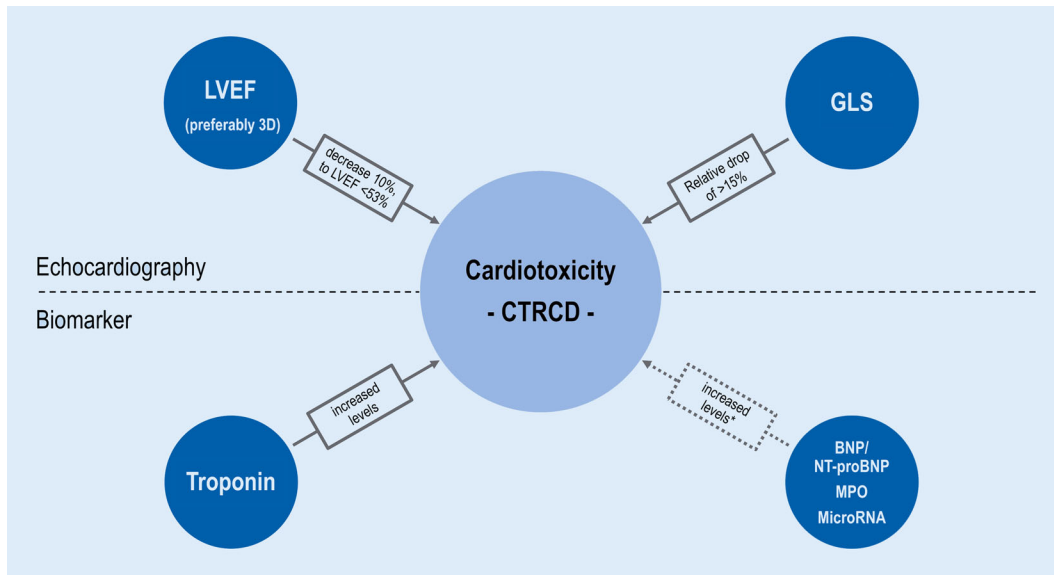 LVEF
(preferably 3D)
GLS
decrease 10%,
to LVEF <53%
Relative drop
of >15%
Echocardiography
Cardiotoxicity
- CTRCD -
Biomarker
increased
levels
increased
levels*
Troponin
BNP/
NT-proBNP
MPO
MicroRNA